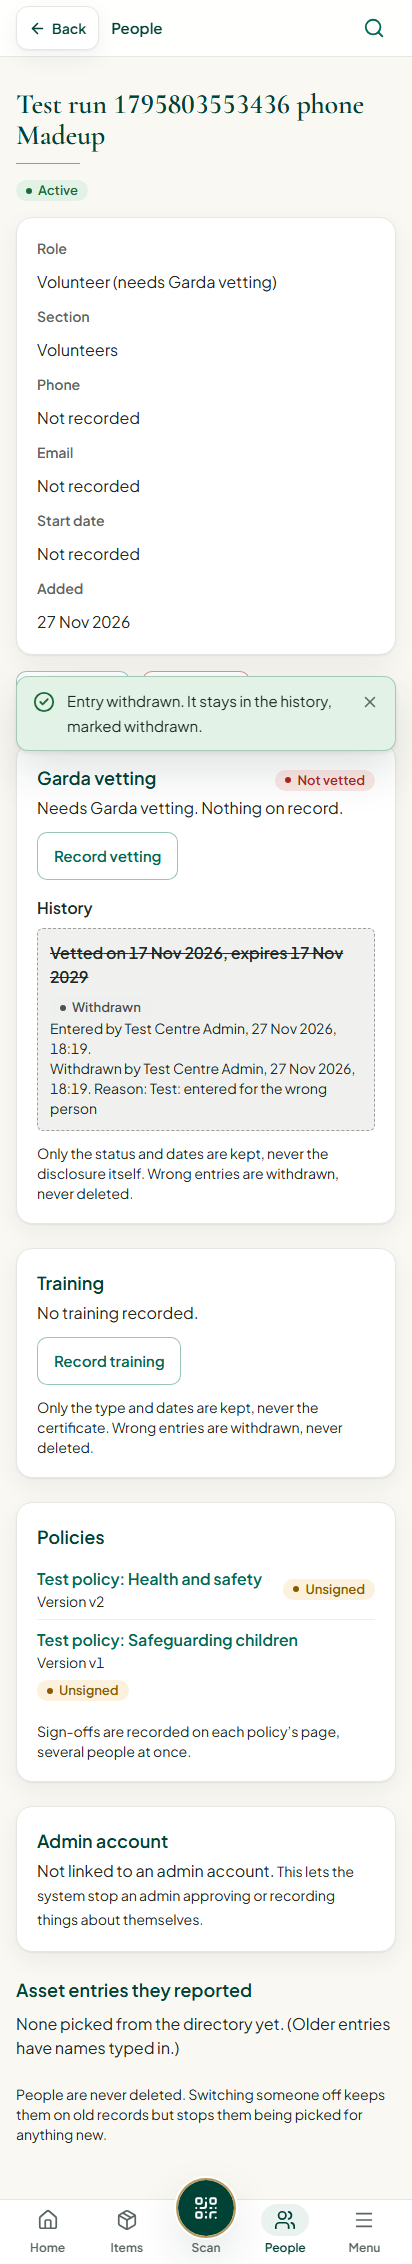 Back
People
Test run 1795803553436 phone
Madeup
Active
Role
Volunteer (needs Garda vetting)
Section
Volunteers
Phone
Not recorded
Email
Not recorded
Start date
Not recorded
Added
27 Nov 2026
Entry withdrawn. It stays in the history,
marked withdrawn.
Garda vetting
Not vetted
Needs Garda vetting. Nothing on record.
Record vetting
History
Vetted on 17 Nov 2026, expires 17 Nov
2029
Withdrawn
Entered by Test Centre Admin, 27 Nov 2026,
18:19.
Withdrawn by Test Centre Admin, 27 Nov 2026,
18:19. Reason: Test: entered for the wrong
person
Only the status and dates are kept, never the
disclosure itself. Wrong entries are withdrawn,
never deleted.
Training
No training recorded.
Record training
Only the type and dates are kept, never the
certificate. Wrong entries are withdrawn, never
deleted.
Policies
Test policy: Health and safety
Unsigned
Version v2
Test policy: Safeguarding children
Version v1
Unsigned
Sign-offs are recorded on each policy's page,
several people at once.
Admin account
Not linked to an admin account. This lets the
system stop an admin approving or recording
things about themselves.
Asset entries they reported
None picked from the directory yet. (Older entries
have names typed in.)
People are never deleted. Switching someone off keeps
them on old records but stops them being picked for
anything new.
Home
Items
Scan
People
Menu